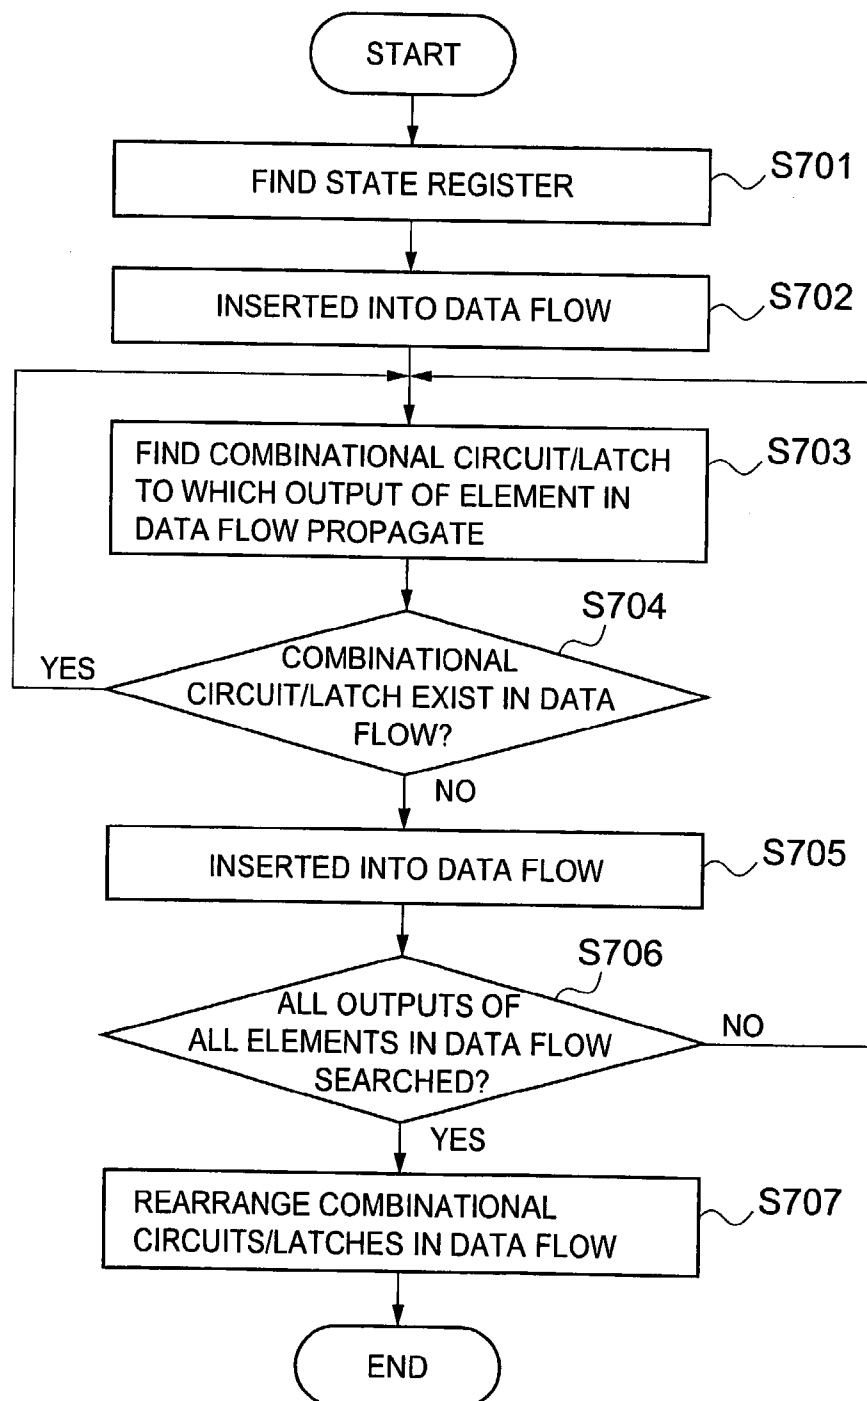 START
FIND STATE REGISTER
S701
INSERTED INTO DATA FLOW
S702
FIND COMBINATIONAL CIRCUIT/LATCH
TO WHICH OUTPUT OF ELEMENT IN
DATA FLOW PROPAGATE
S703
S704
YES
COMBINATIONAL
CIRCUIT/LATCH EXIST IN DATA
FLOW?
NO
INSERTED INTO DATA FLOW
S705
S706
ALL OUTPUTS OF
ALL ELEMENTS IN DATA FLOW
SEARCHED?
NO
YES
REARRANGE COMBINATIONAL
CIRCUITS/LATCHES IN DATA FLOW
S707
END